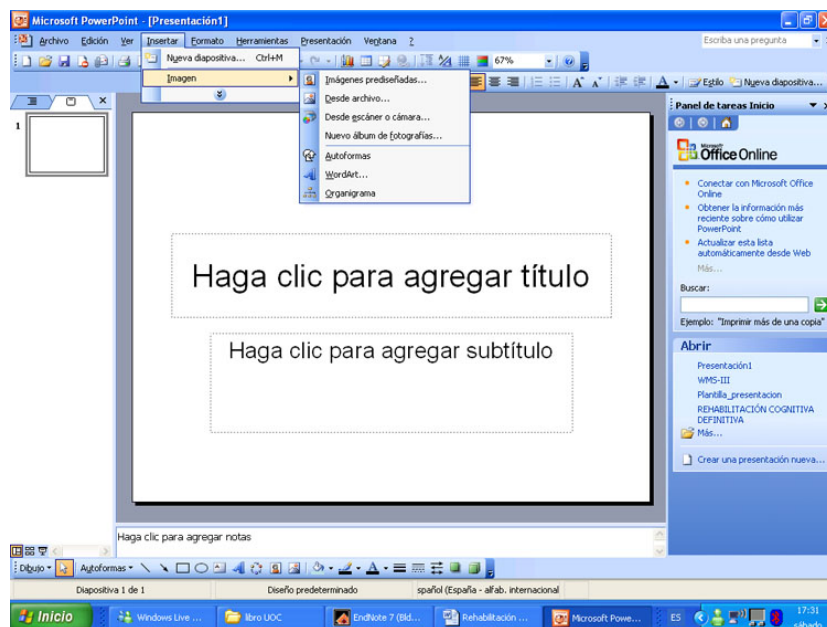 Microsoft PowerPoint - [Presentación1]
Archivo Edición Ver Insertar Formato Herramientas Presentación Ventana ? Escriba una pregunta
67%
Nueva diapositiva... Ctrl+M
Imagen
Estilo Nueva diapositiva...
Imágenes prediseñadas...
Desde archivo...
Desde escáner o cámara...
Nuevo álbum de fotografías...
Autoformas
WordArt...
Organigrama
1
Haga clic para agregar título
Haga clic para agregar subtítulo
Panel de tareas Inicio
Microsoft
Office Online
Conectar con Microsoft Office
Online
Obtener la información más
reciente sobre cómo utilizar
PowerPoint
Actualizar esta lista
automáticamente desde Web
Más...
Buscar:
Ejemplo: "Imprimir más de una copia"
Abrir
Presentación1
WMS-III
Plantilla_presentacion
REHABILITACIÓN COGNITIVA
DEFINITIVA
Más...
Crear una presentación nueva...
Haga clic para agregar notas
Dibujo Autoformas
Diapositiva 1 de 1 Diseño predeterminado spañol (España - alfab. internacional
Inicio Windows Live ... libro UOC EndNote 7 (Bld... Rehabilitación ... Microsoft Powe... ES 17:31
sábado